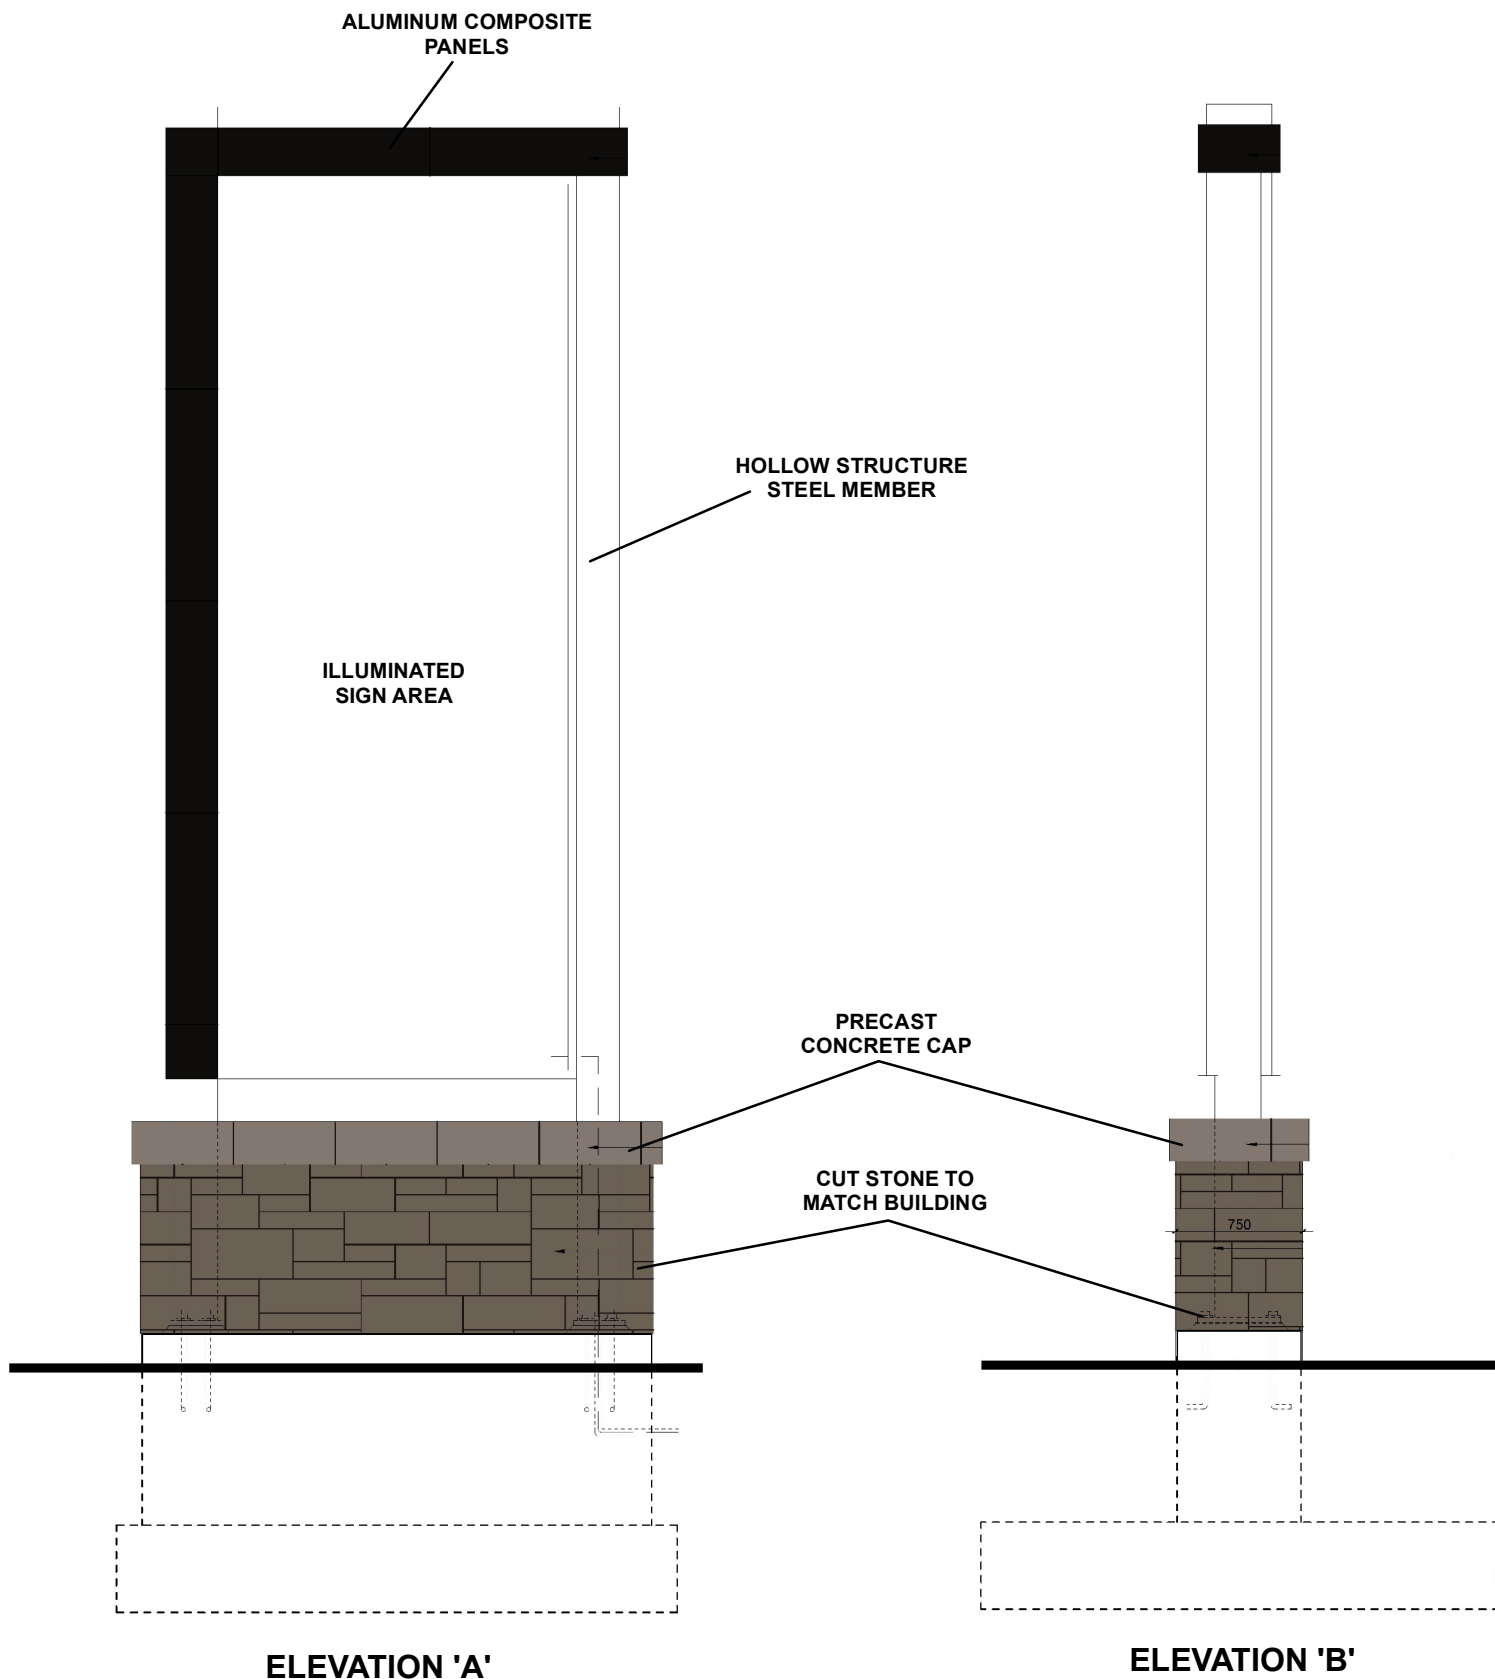 ALUMINUM COMPOSITE
PANELS
HOLLOW STRUCTURE
STEEL MEMBER
ILLUMINATED
SIGN AREA
PRECAST
CONCRETE CAP
CUT STONE TO
MATCH BUILDING
750
ELEVATION 'A'
ELEVATION 'B'